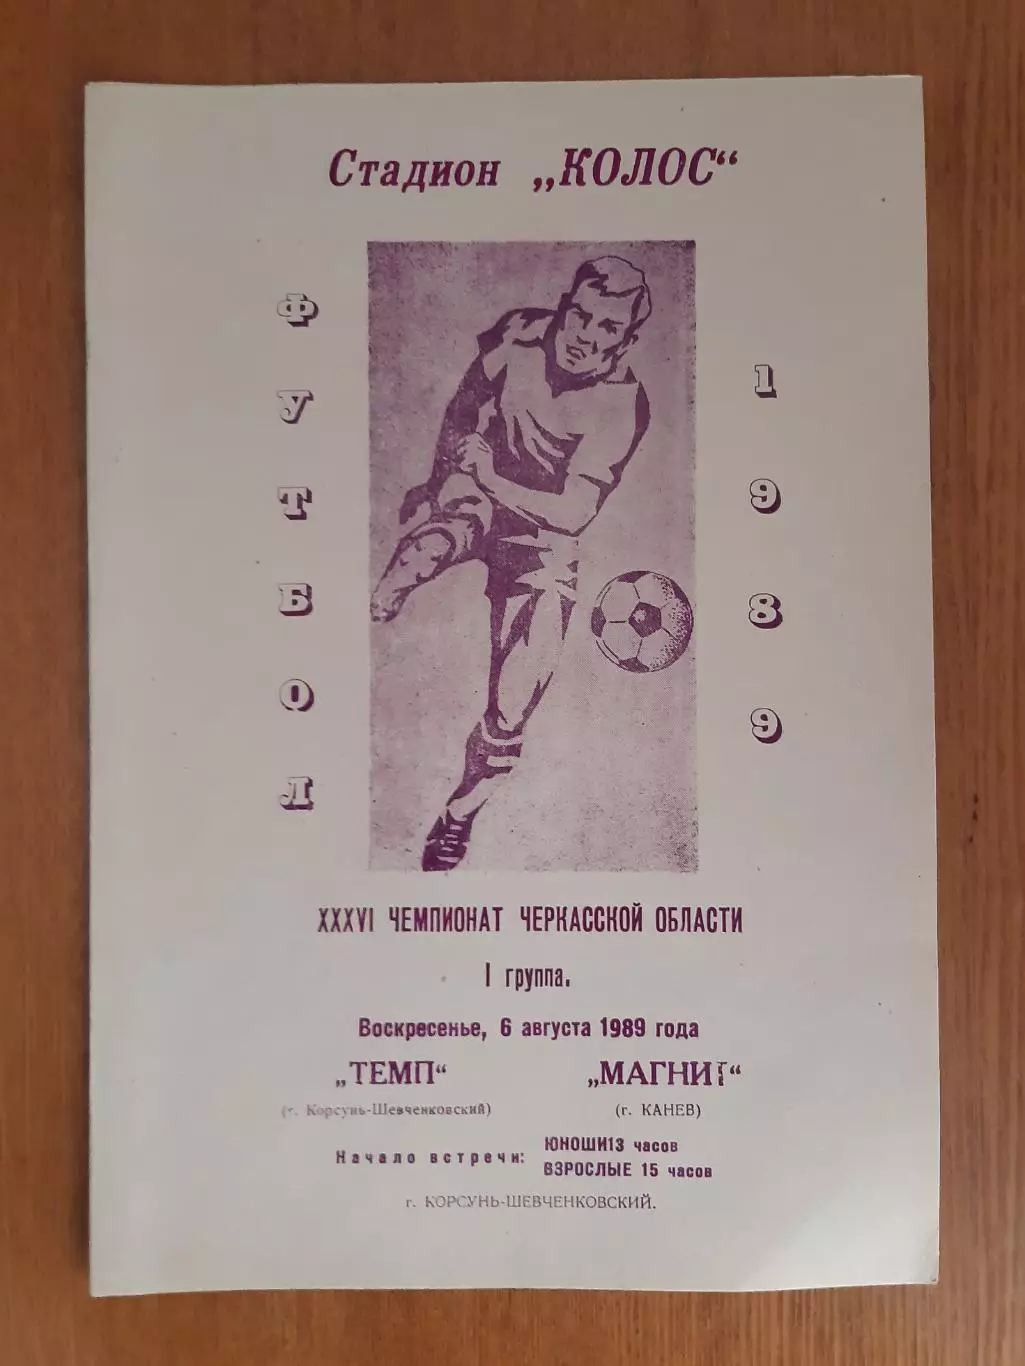 Стадион „КОЛОС“
ФУТБОЛ
1989
XXXVI ЧЕМПИОНАТ ЧЕРКАССКОЙ ОБЛАСТИ
I группа.
Воскресенье, 6 августа 1989 года
„ТЕМП“ „МАГНИТ“
(г. Корсунь-Шевченковский) (г. КАНЕВ)
Начало встречи: ЮНОШИ13 часов
ВЗРОСЛЫЕ 15 часов
г. КОРСУНЬ-ШЕВЧЕНКОВСКИЙ.